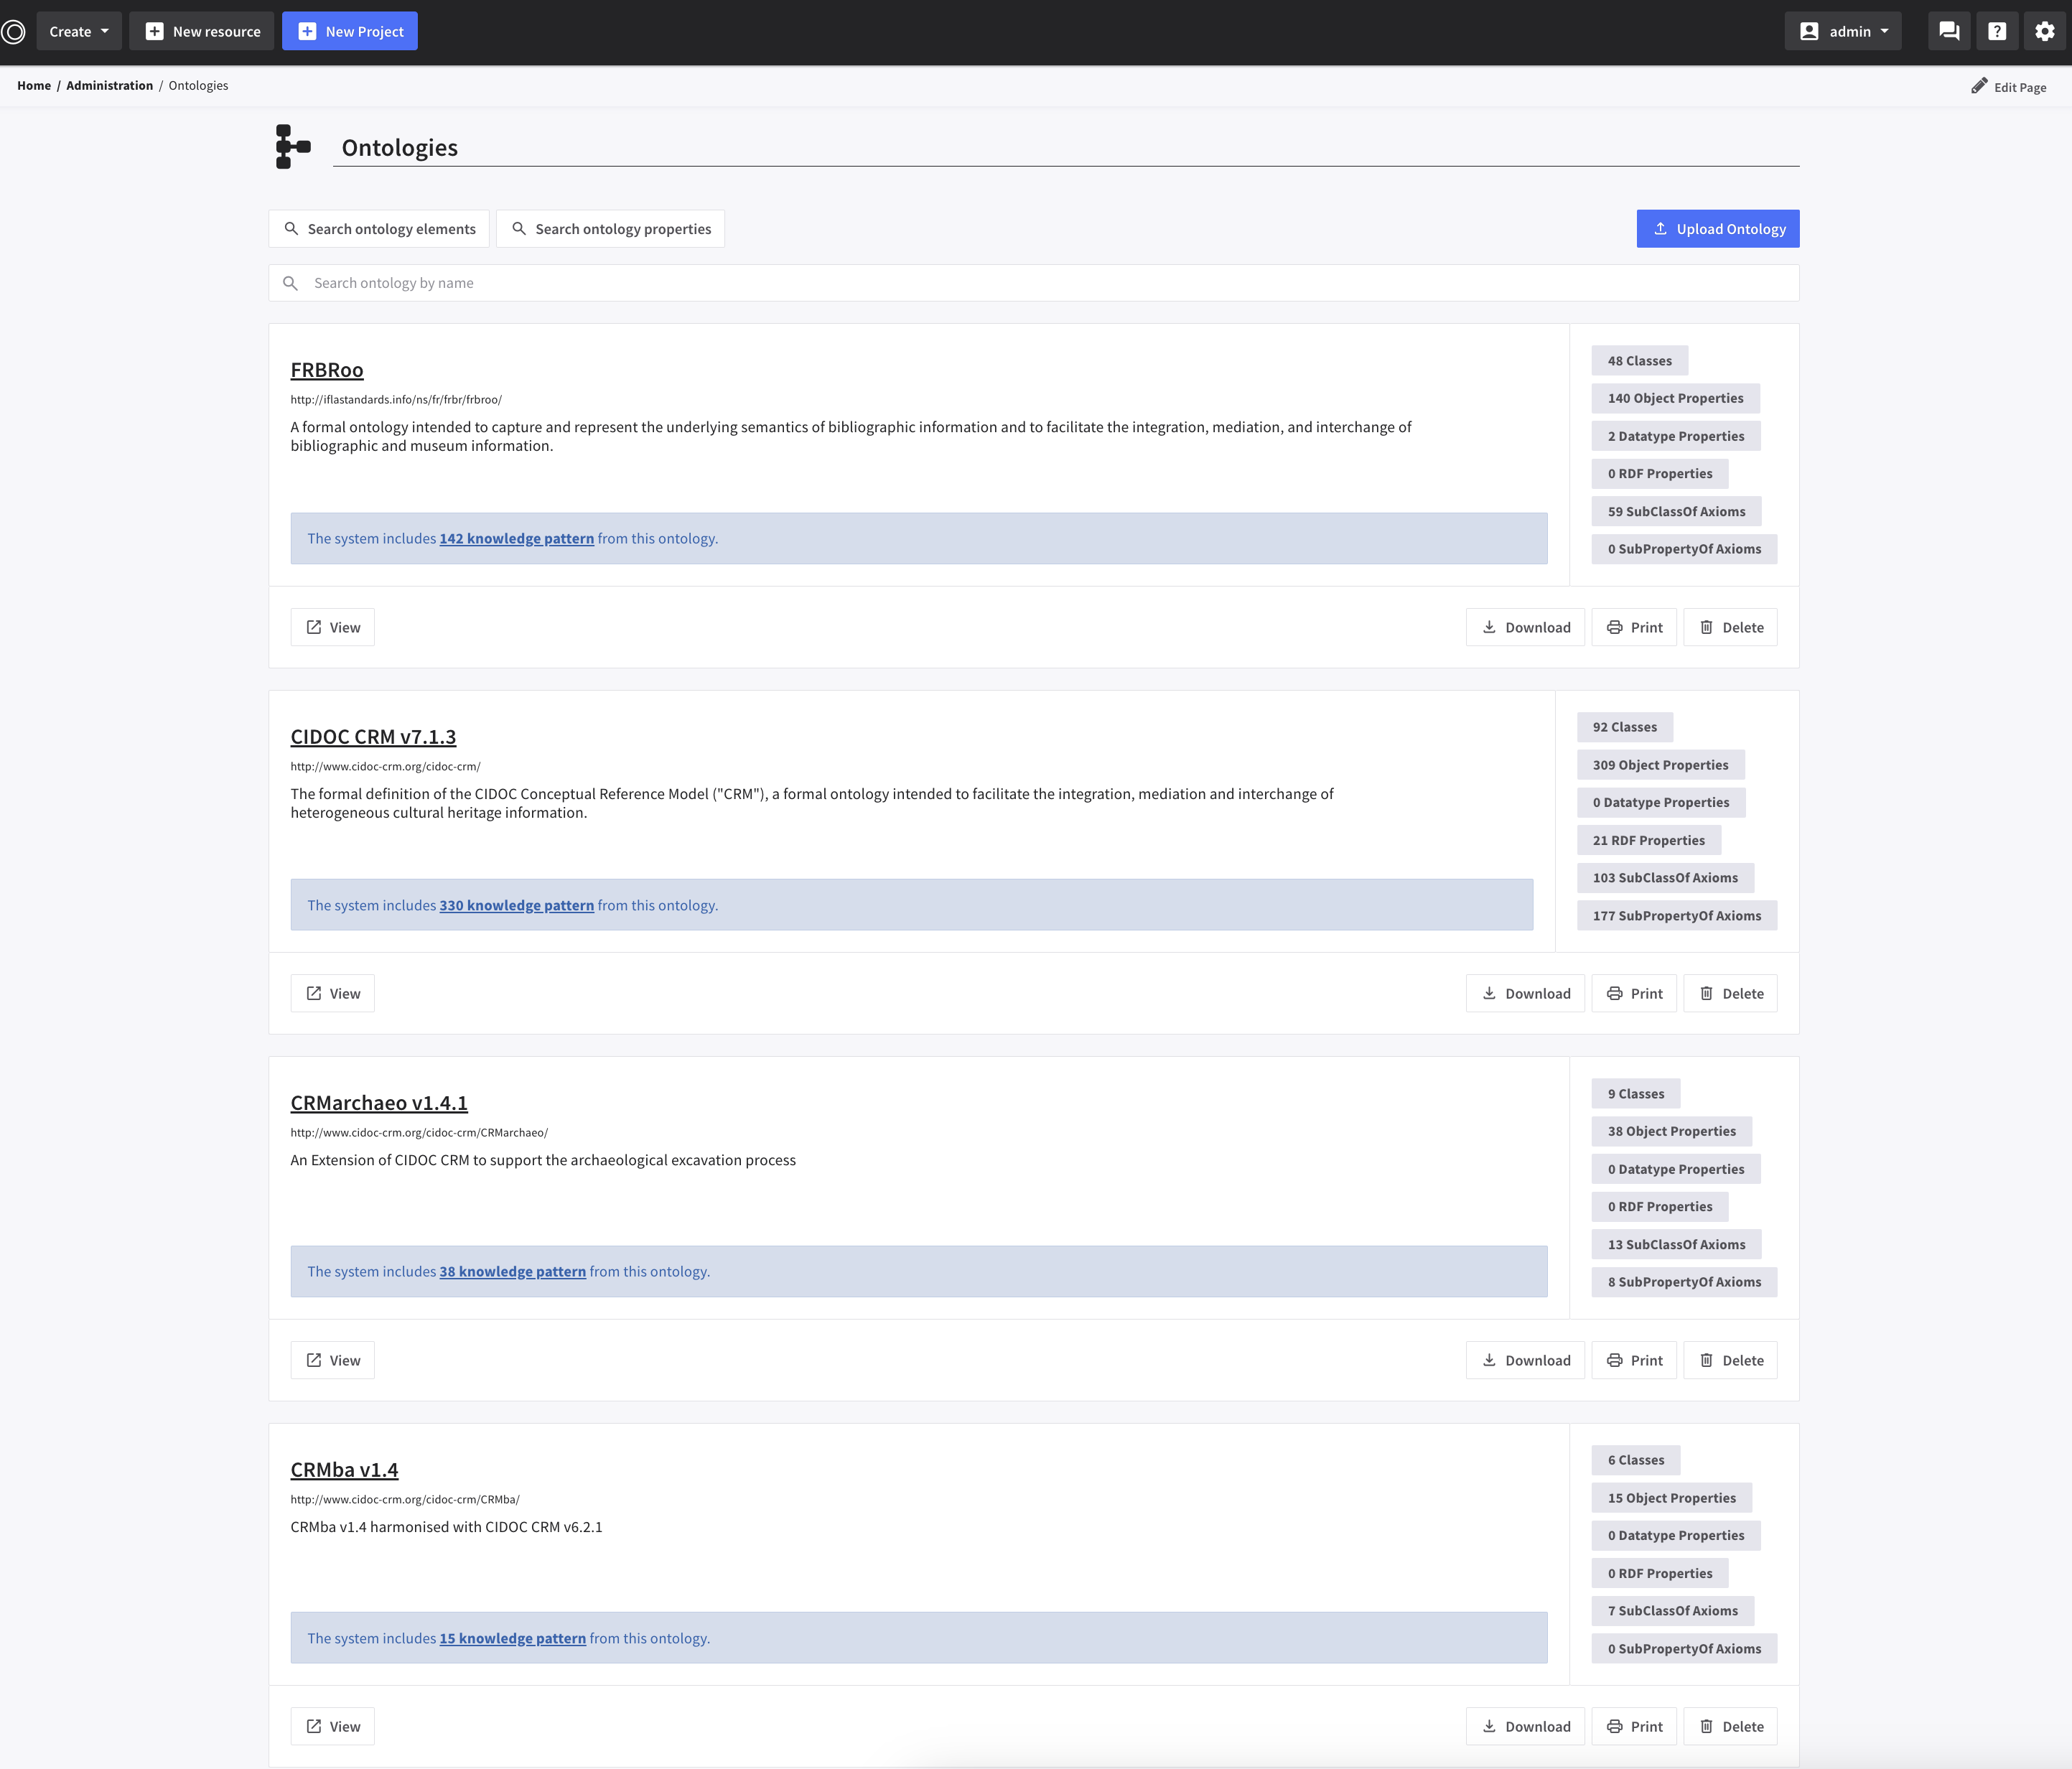 Create
New resource
New Project
admin
Home / Administration / Ontologies
Edit Page
Ontologies
Search ontology elements
Search ontology properties
Upload Ontology
Search ontology by name
FRBRoo
http://iflastandards.info/ns/fr/frbr/frbroo/
A formal ontology intended to capture and represent the underlying semantics of bibliographic information and to facilitate the integration, mediation, and interchange of
bibliographic and museum information.
The system includes 142 knowledge pattern from this ontology.
48 Classes
140 Object Properties
2 Datatype Properties
0 RDF Properties
59 SubClassOf Axioms
0 SubPropertyOf Axioms
View
Download
Print
Delete
CIDOC CRM v7.1.3
http://www.cidoc-crm.org/cidoc-crm/
The formal definition of the CIDOC Conceptual Reference Model ("CRM"), a formal ontology intended to facilitate the integration, mediation and interchange of
heterogeneous cultural heritage information.
The system includes 330 knowledge pattern from this ontology.
92 Classes
309 Object Properties
0 Datatype Properties
21 RDF Properties
103 SubClassOf Axioms
177 SubPropertyOf Axioms
View
Download
Print
Delete
CRMarchaeo v1.4.1
http://www.cidoc-crm.org/cidoc-crm/CRMarchaeo/
An Extension of CIDOC CRM to support the archaeological excavation process
The system includes 38 knowledge pattern from this ontology.
9 Classes
38 Object Properties
0 Datatype Properties
0 RDF Properties
13 SubClassOf Axioms
8 SubPropertyOf Axioms
View
Download
Print
Delete
CRMba v1.4
http://www.cidoc-crm.org/cidoc-crm/CRMba/
CRMba v1.4 harmonised with CIDOC CRM v6.2.1
The system includes 15 knowledge pattern from this ontology.
6 Classes
15 Object Properties
0 Datatype Properties
0 RDF Properties
7 SubClassOf Axioms
0 SubPropertyOf Axioms
View
Download
Print
Delete